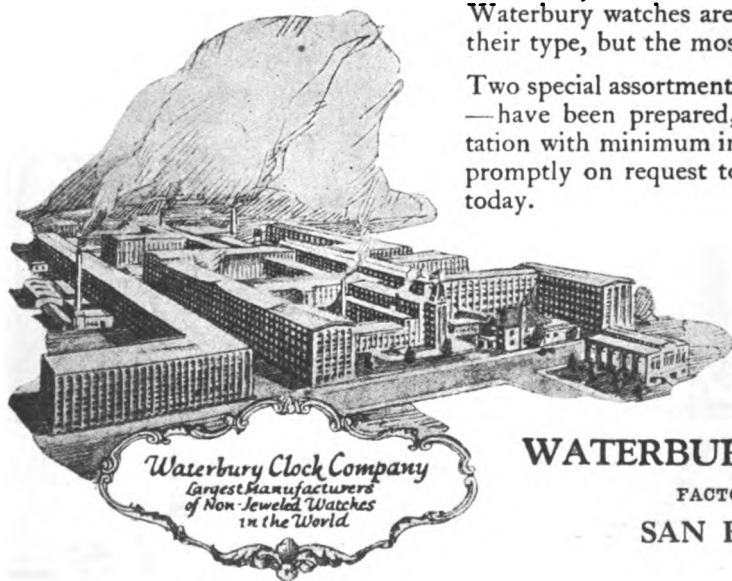 Waterbury watches are
their type, but the mos
Two special assortment
—have been prepared,
tation with minimum in
promptly on request to
today.
Waterbury Clock Company
Largest Manufacturers
of Non-Jeweled Watches
in the World
WATERBUR
FACTO
SAN